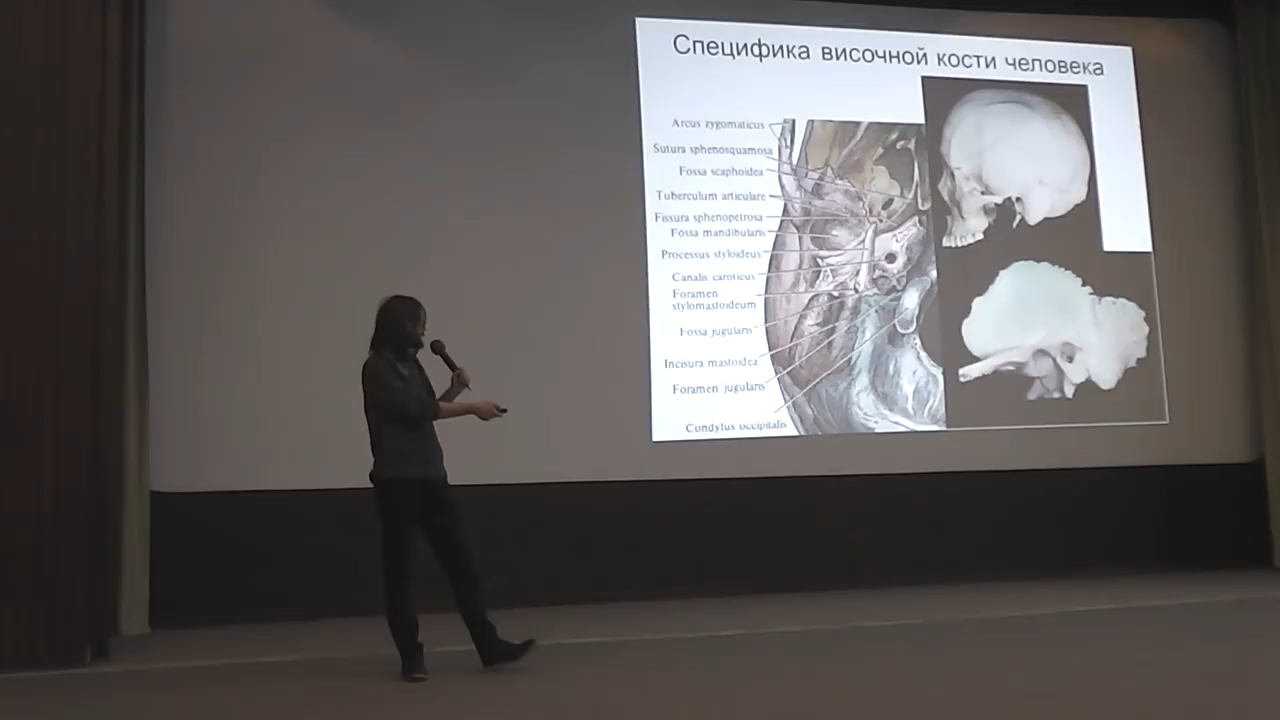 Специфика височной кости человека
Arcus zygomaticus
Sutura sphenosquamosa
Fossa scaphoidea
Tuberculum articulare
Fissura sphenopetrosa
Fossa mandibularis
Processus styloideus
Canalis caroticus
Foramen
stylomastoideum
Fossa jugularis
Incisura mastoidea
Foramen jugularis
Condylus occipitalis